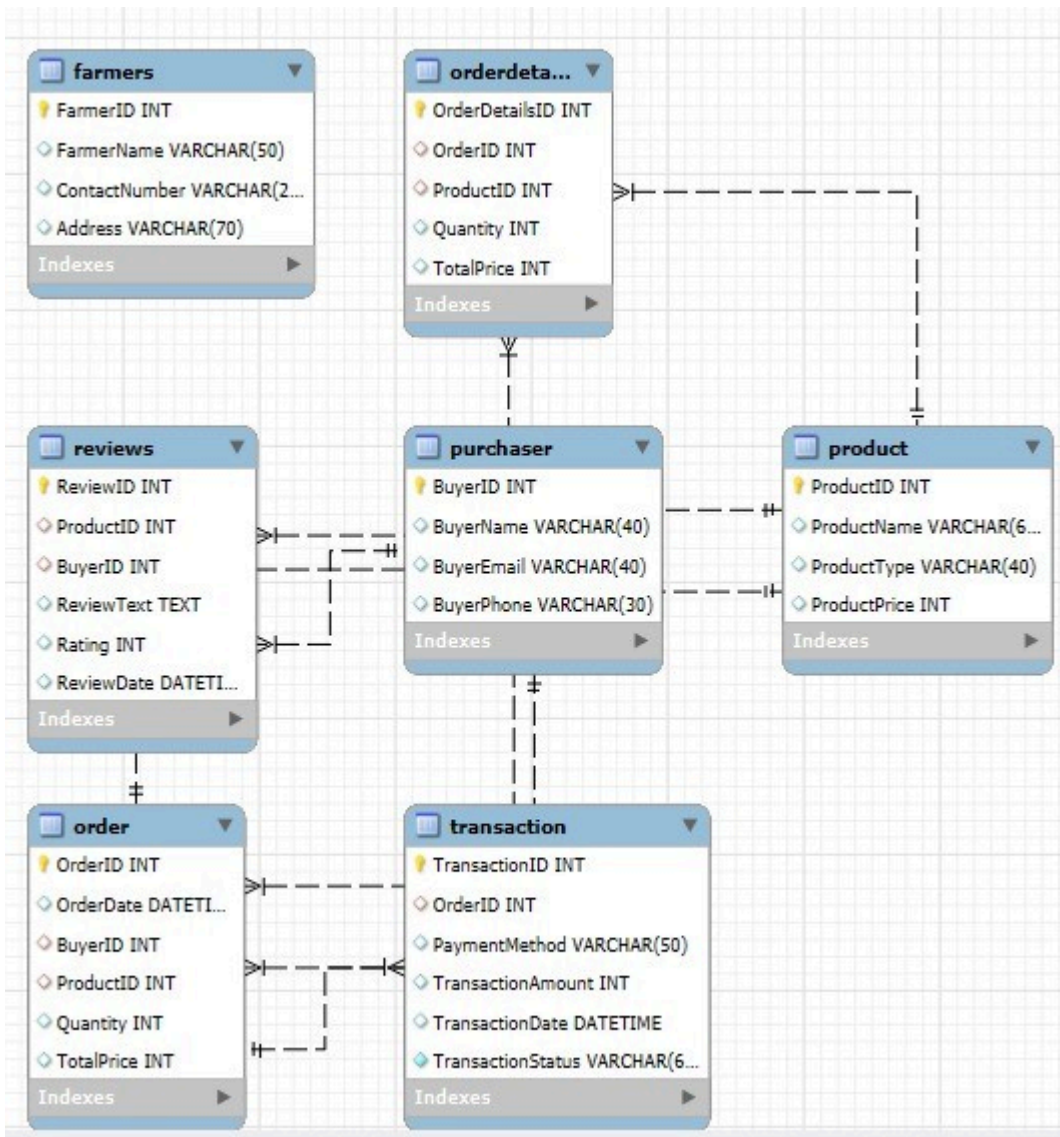 farmers
FarmerID INT
FarmerName VARCHAR(50)
ContactNumber VARCHAR(2...
Address VARCHAR(70)
Indexes
orderdeta...
OrderDetailsID INT
OrderID INT
ProductID INT
Quantity INT
TotalPrice INT
Indexes
reviews
ReviewID INT
ProductID INT
BuyerID INT
ReviewText TEXT
Rating INT
ReviewDate DATETI...
Indexes
purchaser
BuyerID INT
BuyerName VARCHAR(40)
BuyerEmail VARCHAR(40)
BuyerPhone VARCHAR(30)
Indexes
product
ProductID INT
ProductName VARCHAR(6...
ProductType VARCHAR(40)
ProductPrice INT
Indexes
order
OrderID INT
OrderDate DATETI...
BuyerID INT
ProductID INT
Quantity INT
TotalPrice INT
Indexes
transaction
TransactionID INT
OrderID INT
PaymentMethod VARCHAR(50)
TransactionAmount INT
TransactionDate DATETIME
TransactionStatus VARCHAR(6...
Indexes